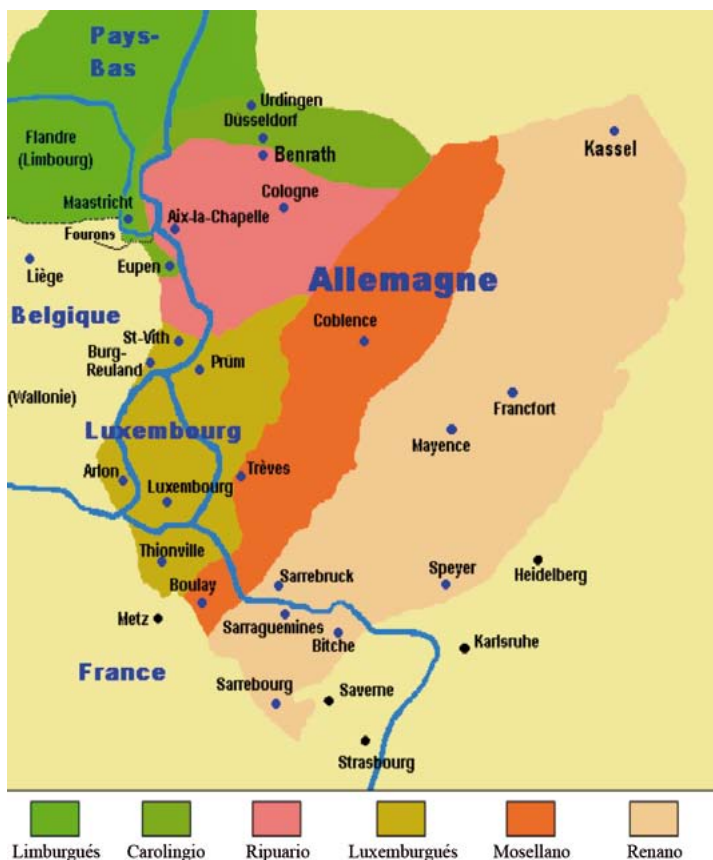 Pays-
Bas
Urdingen
Düsseldorf
Benrath
Kassel
Flandre
(Limbourg)
Maastricht
Cologne
Aix-la-Chapelle
Fourons
Eupen
Liège
Allemagne
Belgique
St-Vith
Coblence
Burg-
Reuland
Prüm
(Wallonie)
Francfort
Mayence
Luxembourg
Arlon
Trèves
Luxembourg
Thionville
Sarrebruck
Speyer
Heidelberg
Boulay
Metz
Sarraguemines
Bitche
Karlsruhe
France
Sarrebourg
Saverne
Strasbourg
Limburgués
Carolingio
Ripuario
Luxemburgués
Mosellano
Renano